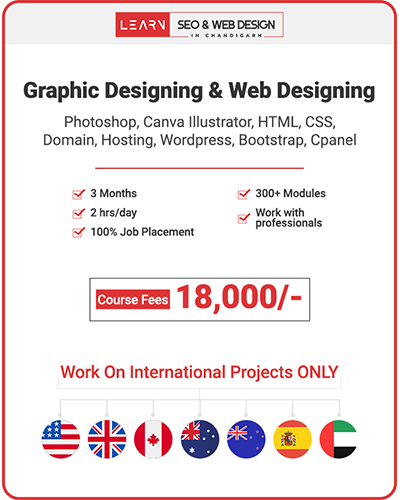 LEARN SEO & WEB DESIGN
IN CHANDIGARH
Graphic Designing & Web Designing
Photoshop, Canva Illustrator, HTML, CSS,
Domain, Hosting, Wordpress, Bootstrap, Cpanel
3 Months
2 hrs/day
100% Job Placement
300+ Modules
Work with
professionals
Course Fees 18,000/-
Work On International Projects ONLY